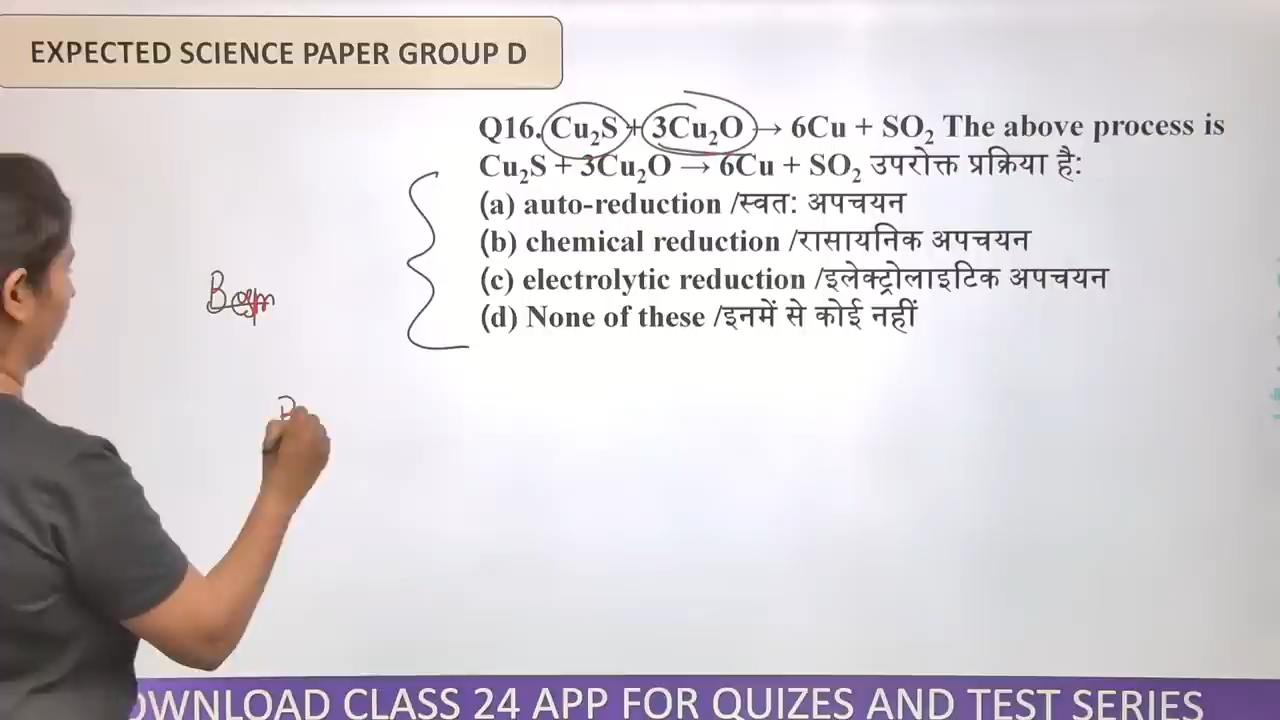 EXPECTED SCIENCE PAPER GROUP D
Q16. Cu₂S + 3Cu₂O → 6Cu + SO₂ The above process is
Cu₂S + 3Cu₂O → 6Cu + SO₂ उपरोक्त प्रक्रिया है:
(a) auto-reduction /स्वत: अपचयन
(b) chemical reduction /रासायनिक अपचयन
(c) electrolytic reduction /इलेक्ट्रोलाइटिक अपचयन
(d) None of these /इनमें से कोई नहीं
OWNLOAD CLASS 24 APP FOR QUIZES AND TEST SERIES